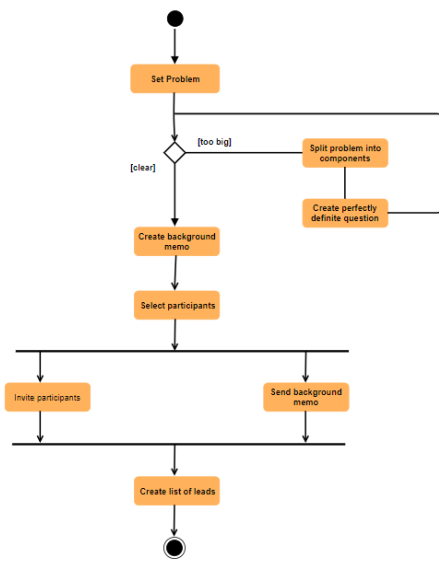 Set Problem
[too big]
Split problem into
components
[clear]
Create perfectly
definite question
Create background
memo
Select participants
Invite participants
Send background
memo
Create list of leads